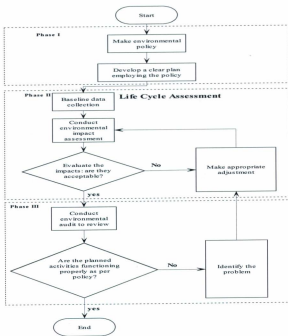 Start
Phase I
Make environmental
policy
Develop a clear plan
employing the policy
Phase II
Life Cycle Assessment
Baseline data
collection
Conduct
environmental
impact
assessment
Evaluate the
impacts: are they
acceptable?
No
Make appropriate
adjustment
yes
Phase III
Conduct
environmental
audit to review
Are the planned
activities functioning
properly as per
policy?
No
Identify the
problem
yes
End